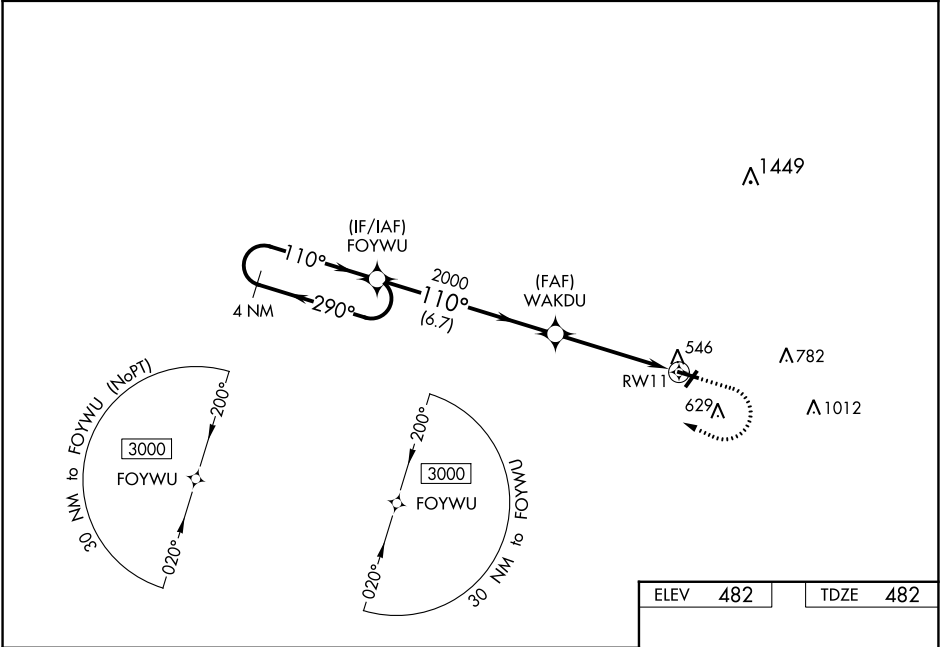 1449
(IF/IAF)
FOYWU
110°
2000
110°
(6.7)
(FAF)
WAKDU
4 NM
290°
546
782
RW11
629
1012
30 NM to FOYWU (NoPT)
200°
3000
FOYWU
020°
200°
3000
FOYWU
020°
30 NM to FOYWU
ELEV 482
TDZE 482